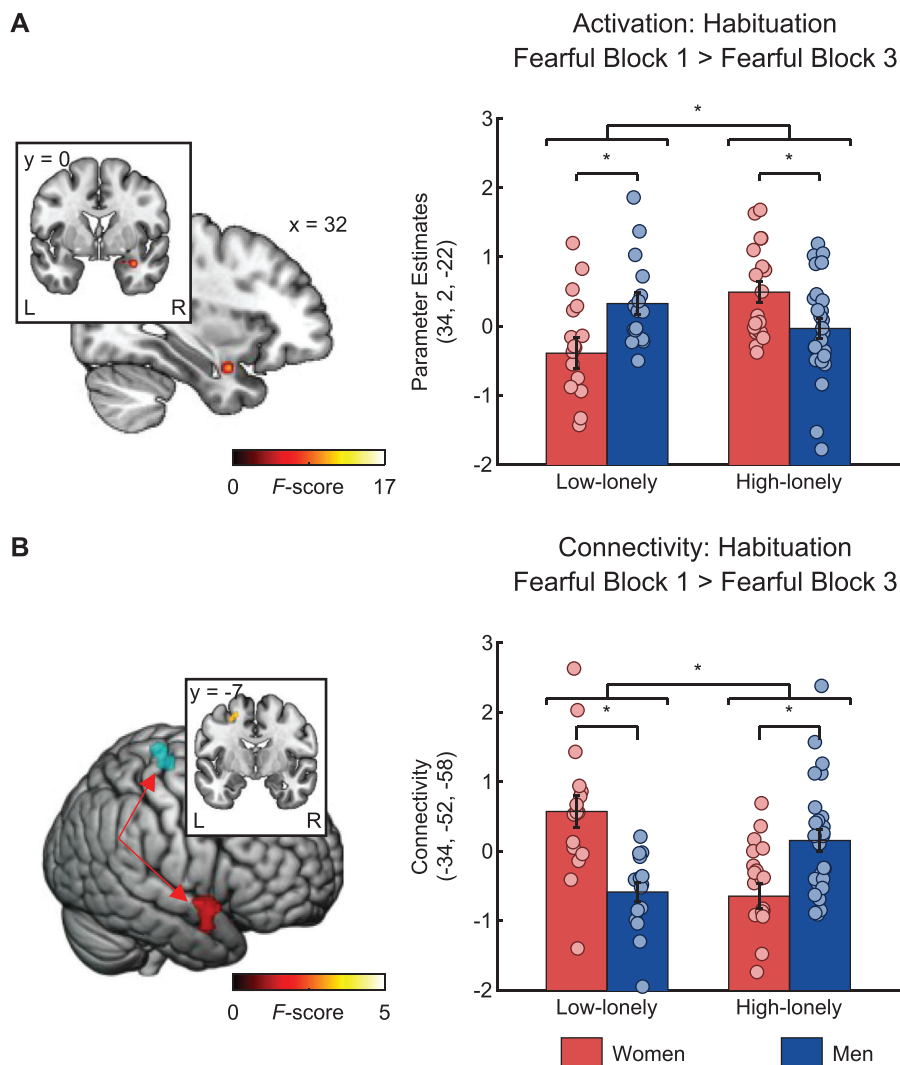 A
Activation: Habituation
Fearful Block 1 > Fearful Block 3
y = 0
x = 32
L
R
0
F-score
17
Parameter Estimates
(34, 2, -22)
3
2
1
0
-1
-2
*
*
*
Low-lonely
High-lonely
B
Connectivity: Habituation
Fearful Block 1 > Fearful Block 3
y = -7
L
R
0
F-score
5
Connectivity
(-34, -52, -58)
3
2
1
0
-1
-2
*
*
*
Low-lonely
High-lonely
Women
Men